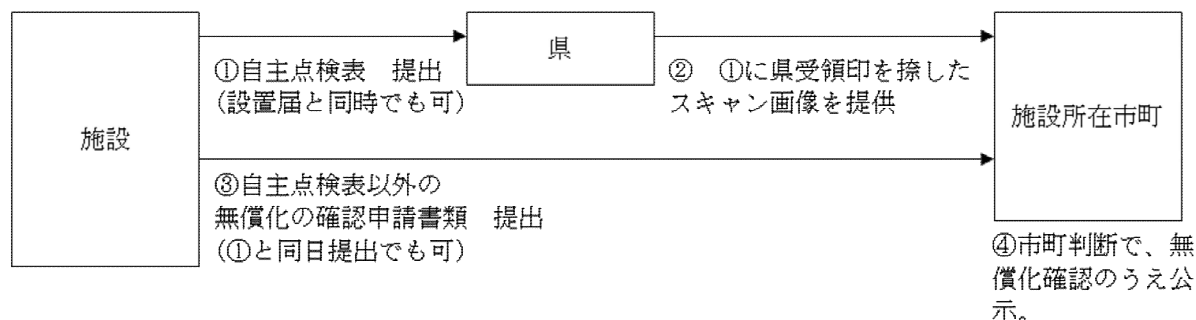 施設
①自主点検表　提出
（設置届と同時でも可）
県
②　①に県受領印を捺した
スキャン画像を提供
施設所在市町
③自主点検表以外の
無償化の確認申請書類　提出
（①と同日提出でも可）
④市町判断で、無
償化確認のうえ公
示。